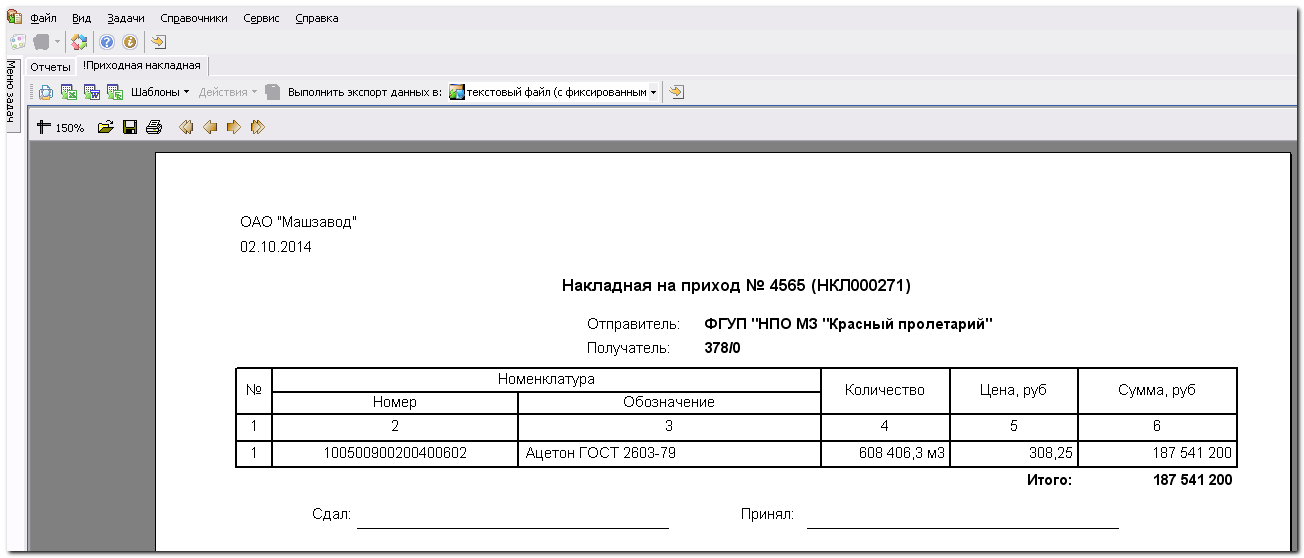 Файл Вид Задачи Справочники Сервис Справка
Меню задач
Отчеты !Приходная накладная
Шаблоны Действия Выполнить экспорт данных в: текстовый файл (с фиксированным
150%
ОАО "Машзавод"
02.10.2014
Накладная на приход № 4565 (НКЛ000271)
Отправитель: ФГУП "НПО МЗ "Красный пролетарий"
Получатель: 378/0
№ Номенклатура Количество Цена, руб Сумма, руб
Номер Обозначение
1 2 3 4 5 6
1 100500900200400602 Ацетон ГОСТ 2603-79 608 406,3 м3 308,25 187 541 200
Итого: 187 541 200
Сдал: Принял: